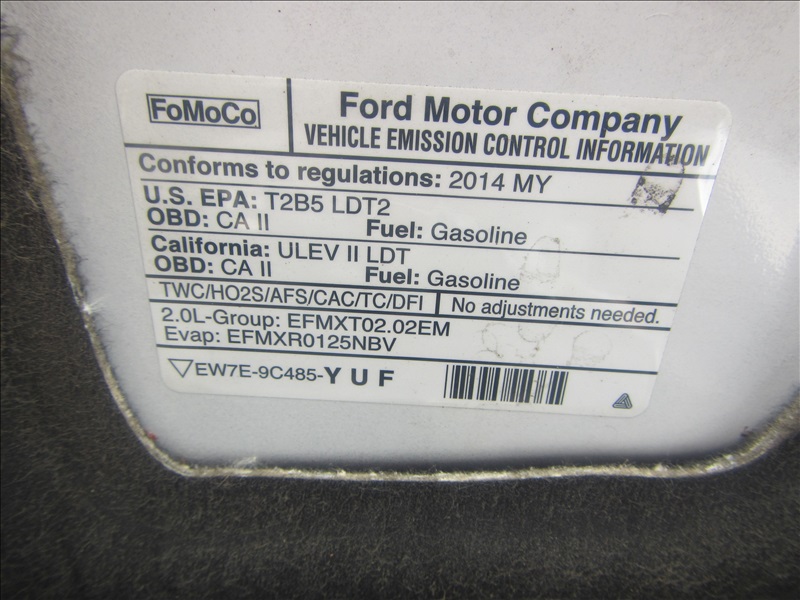 FoMoCo
Ford Motor Company
VEHICLE EMISSION CONTROL INFORMATION
Conforms to regulations: 2014 MY
U.S. EPA: T2B5 LDT2
OBD: CA II Fuel: Gasoline
California: ULEV II LDT
OBD: CA II Fuel: Gasoline
TWC/HO2S/AFS/CAC/TC/DFI No adjustments needed.
2.0L-Group: EFMXT02.02EM
Evap: EFMXR0125NBV
EW7E-9C485-YUF